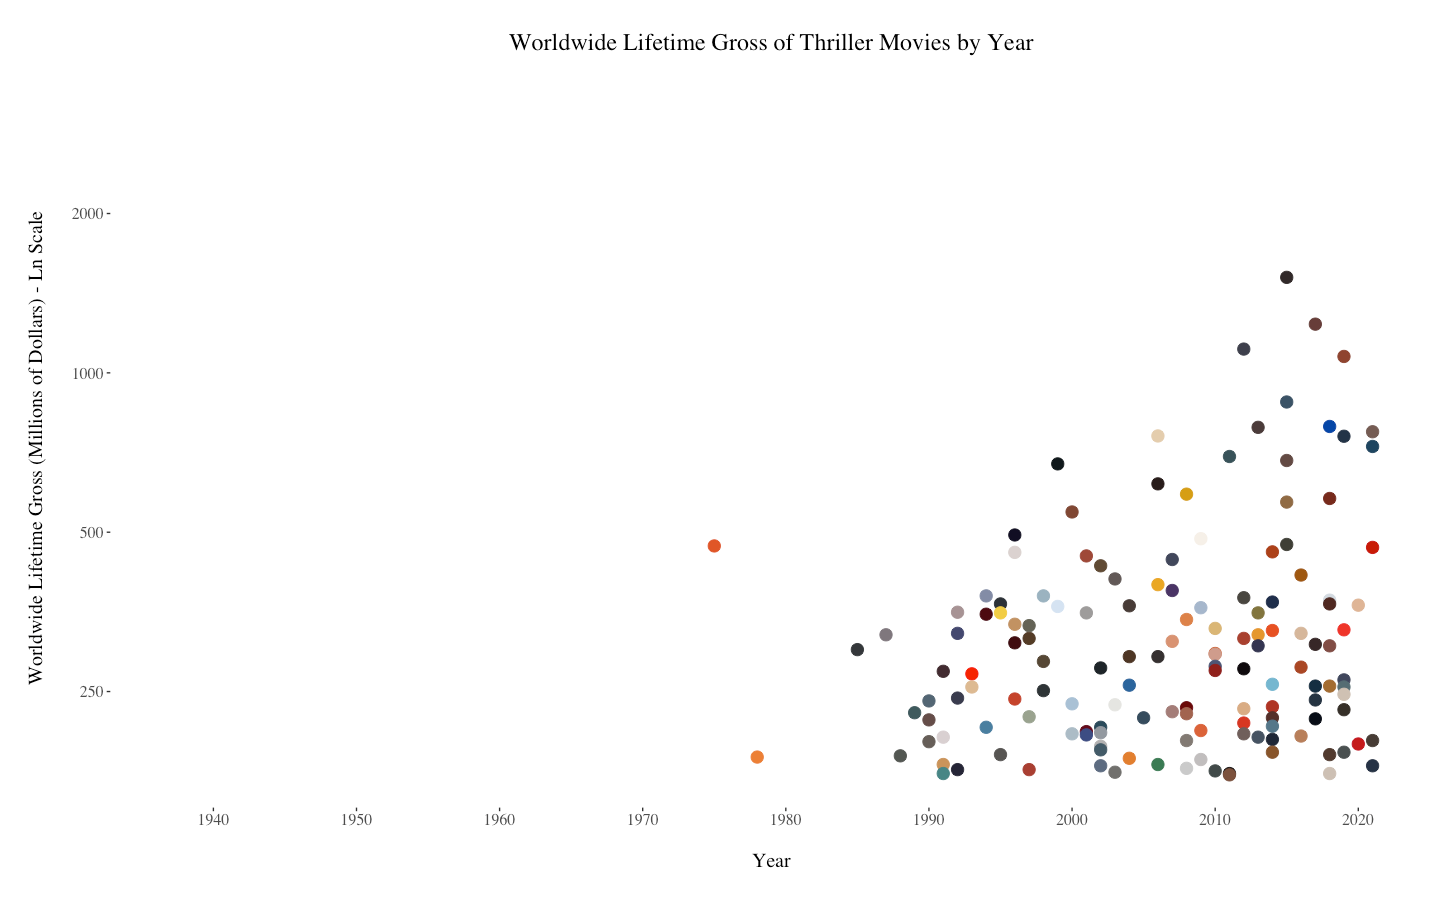 Worldwide Lifetime Gross of Thriller Movies by Year
Worldwide Lifetime Gross (Millions of Dollars) - Ln Scale
2000
1000
500
250
1940 1950 1960 1970 1980 1990 2000 2010 2020
Year